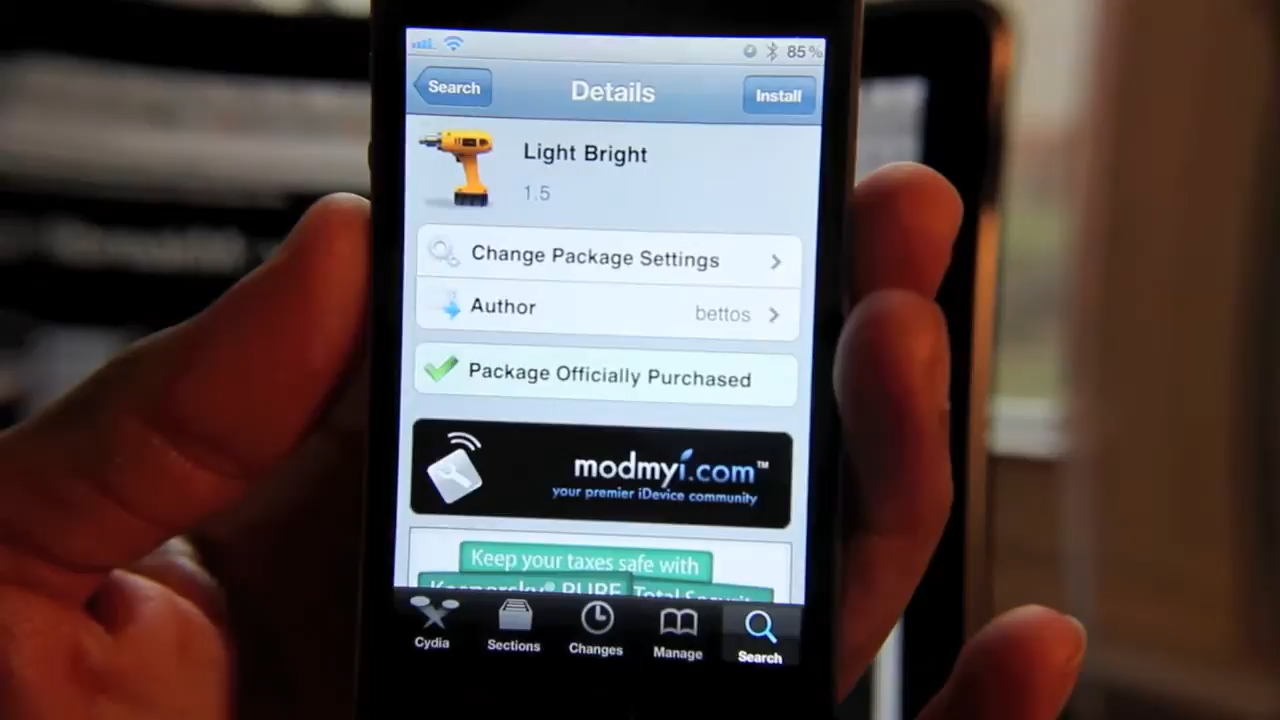 85%
Search
Details
Install
Light Bright
1.5
Change Package Settings
Author
bettos
Package Officially Purchased
modmyi.com™
your premier iDevice community
Keep your taxes safe with
Kaspersky® PURE Total Security
Cydia
Sections
Changes
Manage
Search